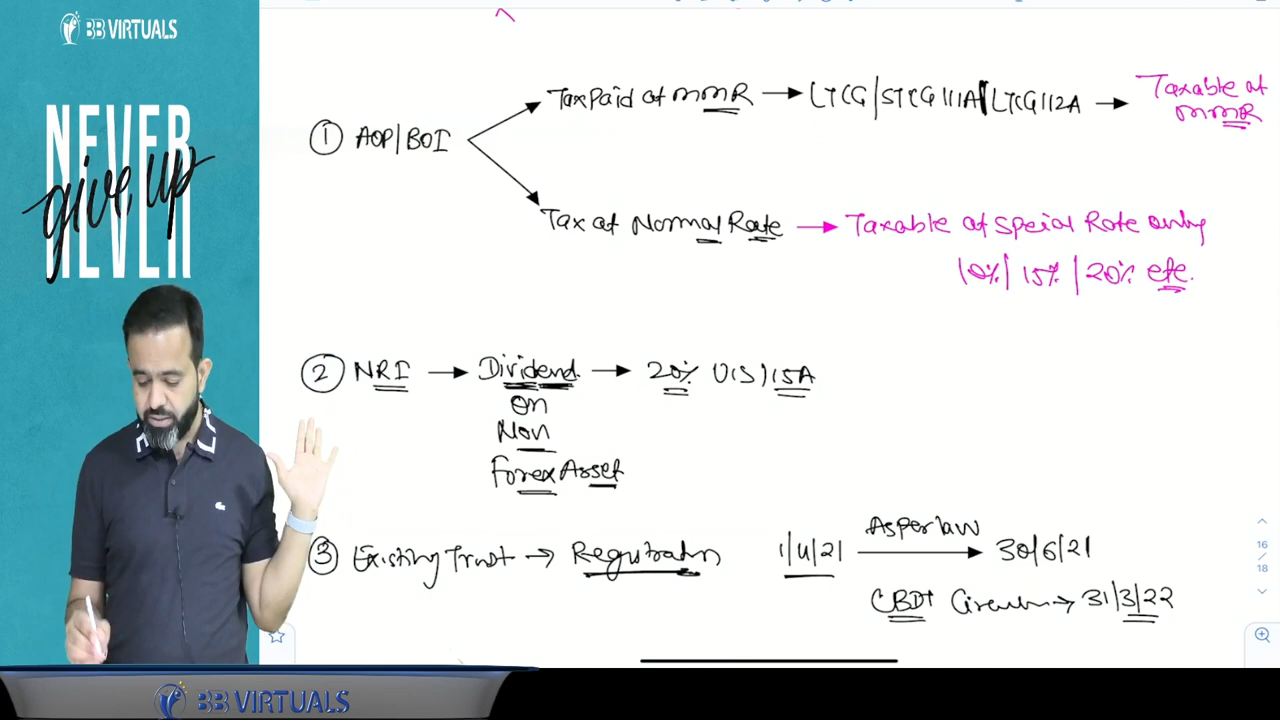 BB VIRTUALS
NEVER
give up
NEVER
① AOP/BOI
Tax Paid at MMR → LTCG/STCG 111A/LTCG 112A → Taxable at MMR
Tax at Normal Rate → Taxable at Special Rate only
10% / 15% / 20% etc.
② NRI → Dividend → 20% U/S 115A
on
Non
Forex Asset
③ Existing Trust → Registration 1/4/21 As per law 30/6/21
CBDT Circular → 31/3/22
16
18
BB VIRTUALS